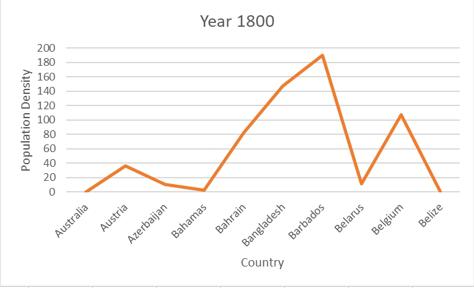 Year 1800
Population Density
200
180
160
140
120
100
80
60
40
20
0
Australia
Austria
Azerbaijan
Bahamas
Bahrain
Bangladesh
Barbados
Belarus
Belgium
Belize
Country